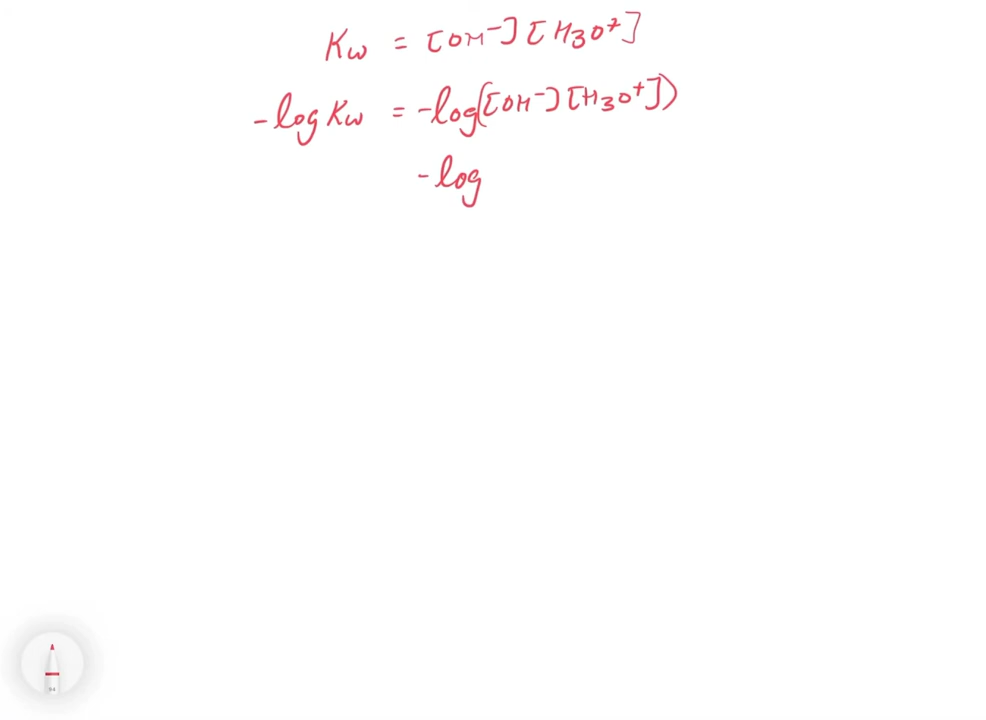 Kw = [OH⁻][H₃O⁺]
-log Kw = -log([OH⁻][H₃O⁺])
-log